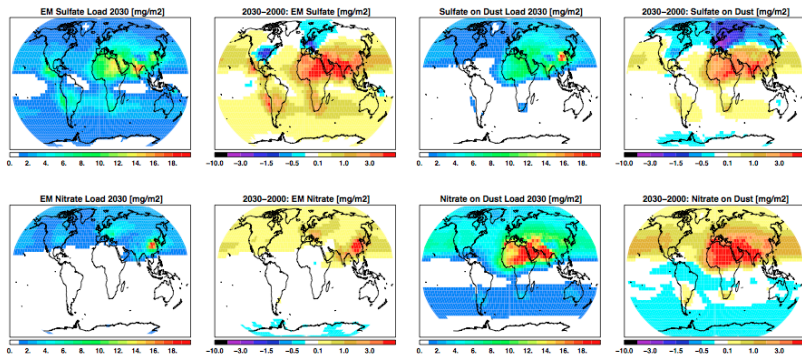 EM Sulfate Load 2030 [mg/m2]
2030-2000: EM Sulfate [mg/m2]
Sulfate on Dust Load 2030 [mg/m2]
2030-2000: Sulfate on Dust [mg/m2]
0. 2. 4. 6. 8. 10. 12. 14. 16. 18.
-10.0 -3.0 -1.5 -0.5 0.1 1.0 3.0
0. 2. 4. 6. 8. 10. 12. 14. 16. 18.
-10.0 -3.0 -1.5 -0.5 0.1 1.0 3.0
EM Nitrate Load 2030 [mg/m2]
2030-2000: EM Nitrate [mg/m2]
Nitrate on Dust Load 2030 [mg/m2]
2030-2000: Nitrate on Dust [mg/m2]
0. 2. 4. 6. 8. 10. 12. 14. 16. 18.
-10.0 -3.0 -1.5 -0.5 0.1 1.0 3.0
0. 2. 4. 6. 8. 10. 12. 14. 16. 18.
-10.0 -3.0 -1.5 -0.5 0.1 1.0 3.0